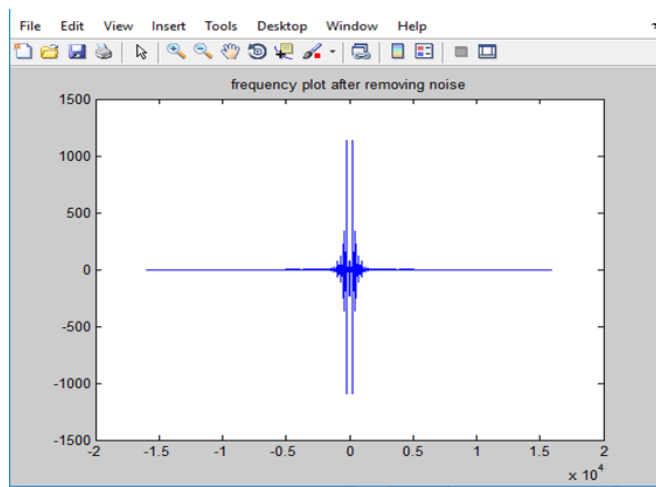 File Edit View Insert Tools Desktop Window Help
frequency plot after removing noise
1500
1000
500
0
-500
-1000
-1500
-2 -1.5 -1 -0.5 0 0.5 1 1.5 2
x 10^4